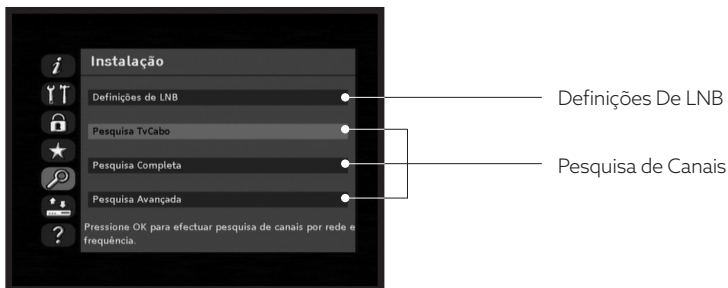 Instalação
Definições de LNB
Pesquisa TvCabo
Pesquisa Completa
Pesquisa Avançada
Pressione OK para efectuar pesquisa de canais por rede e
frequência.
Definições De LNB
Pesquisa de Canais